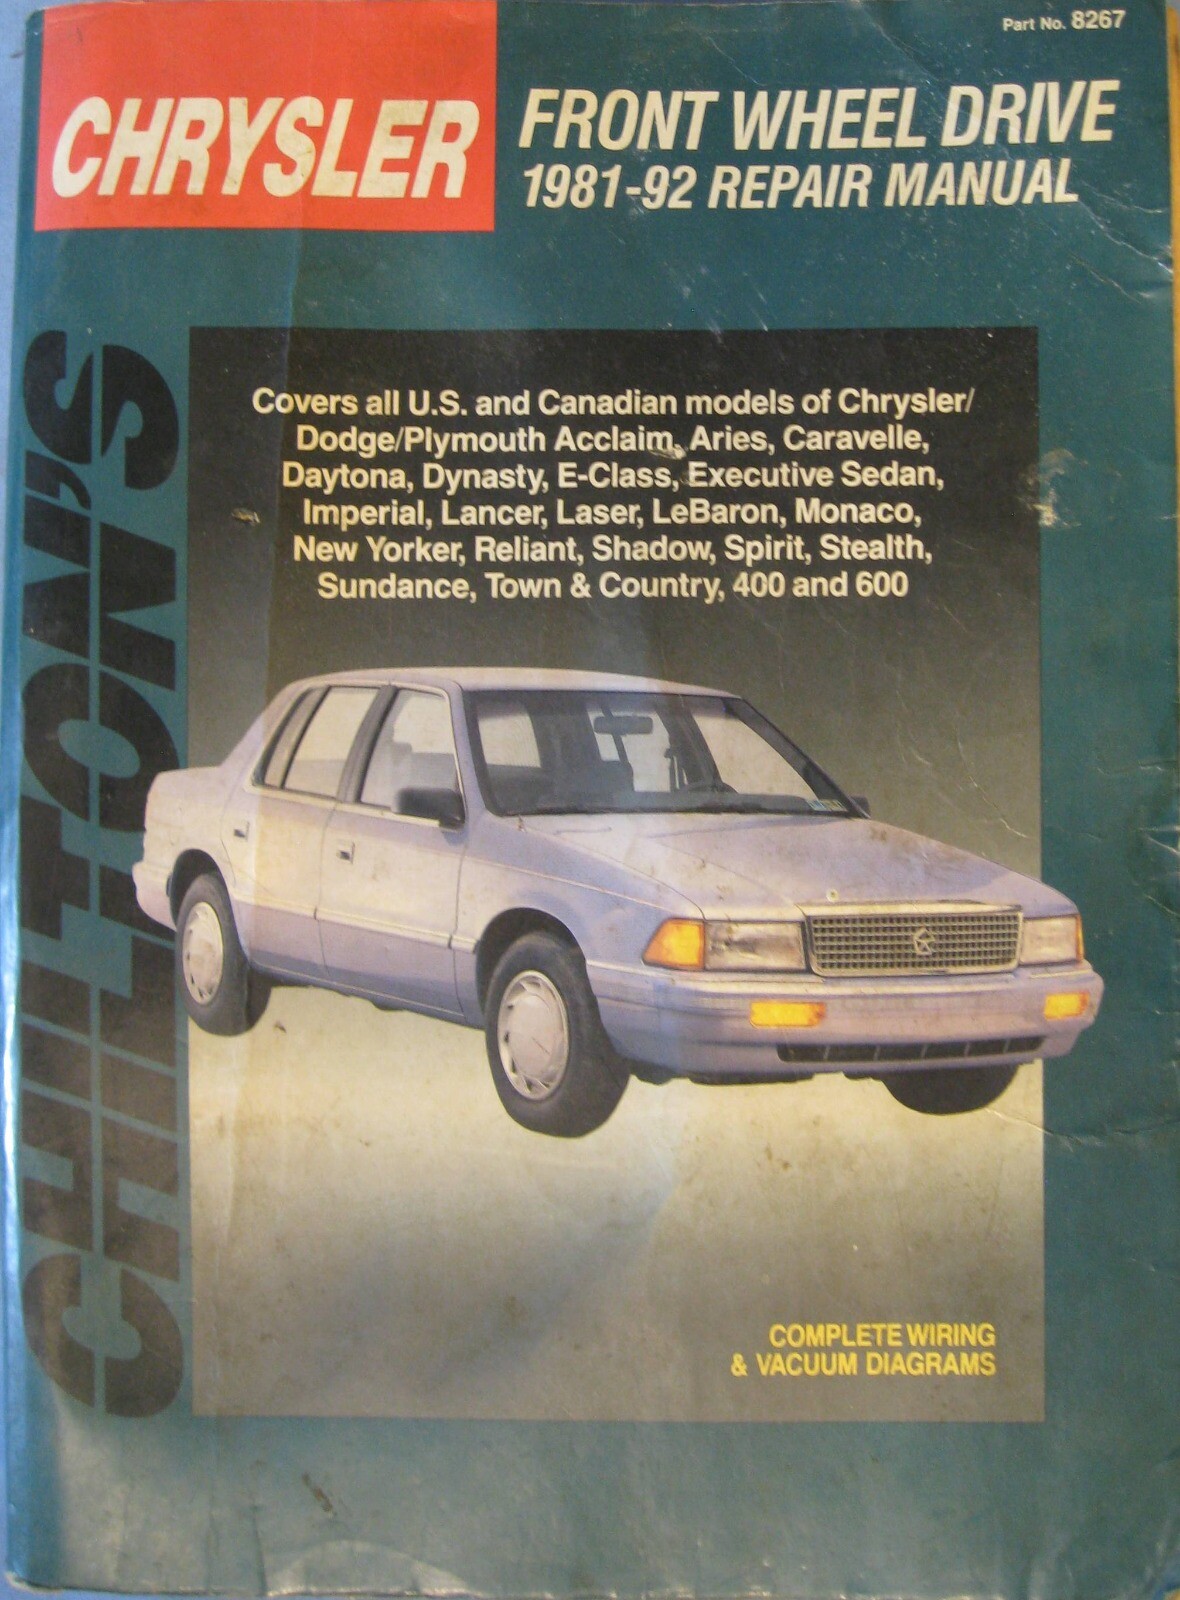 Part No. 8267
CHRYSLER
FRONT WHEEL DRIVE
1981-92 REPAIR MANUAL
CHILTON'S
Covers all U.S. and Canadian models of Chrysler/
Dodge/Plymouth Acclaim, Aries, Caravelle,
Daytona, Dynasty, E-Class, Executive Sedan,
Imperial, Lancer, Laser, LeBaron, Monaco,
New Yorker, Reliant, Shadow, Spirit, Stealth,
Sundance, Town & Country, 400 and 600
COMPLETE WIRING
& VACUUM DIAGRAMS